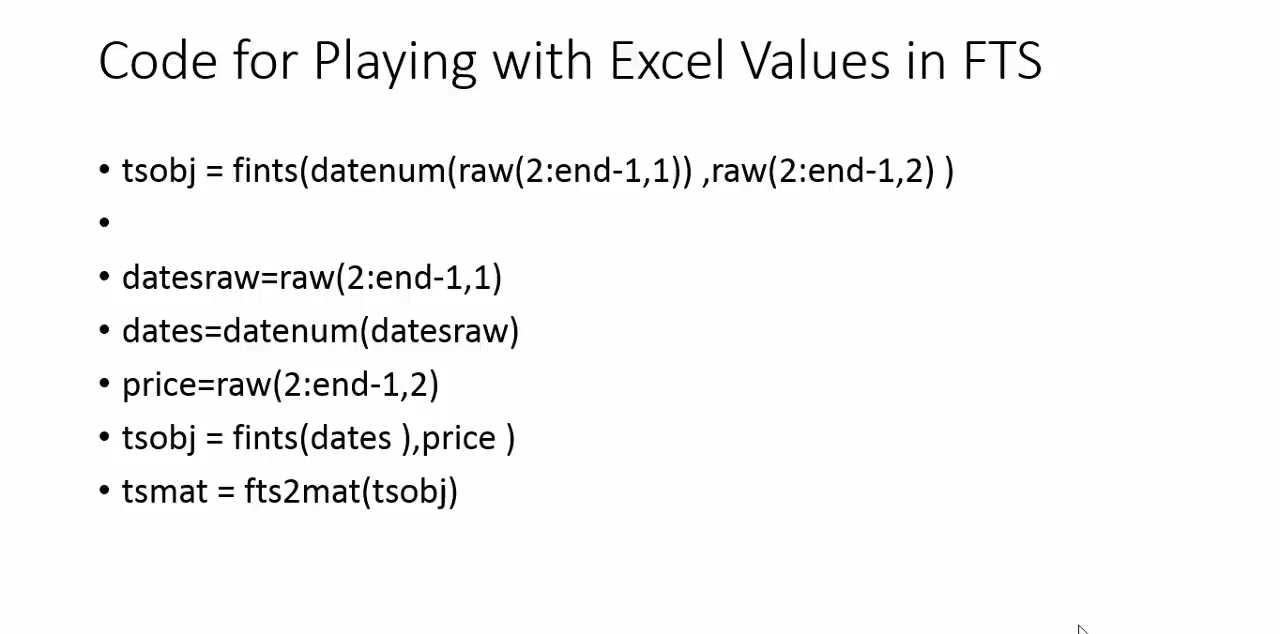 Code for Playing with Excel Values in FTS
• tsobj = fints(datenum(raw(2:end-1,1)) ,raw(2:end-1,2) )
•
• datesraw=raw(2:end-1,1)
• dates=datenum(datesraw)
• price=raw(2:end-1,2)
• tsobj = fints(dates ),price )
• tsmat = fts2mat(tsobj)